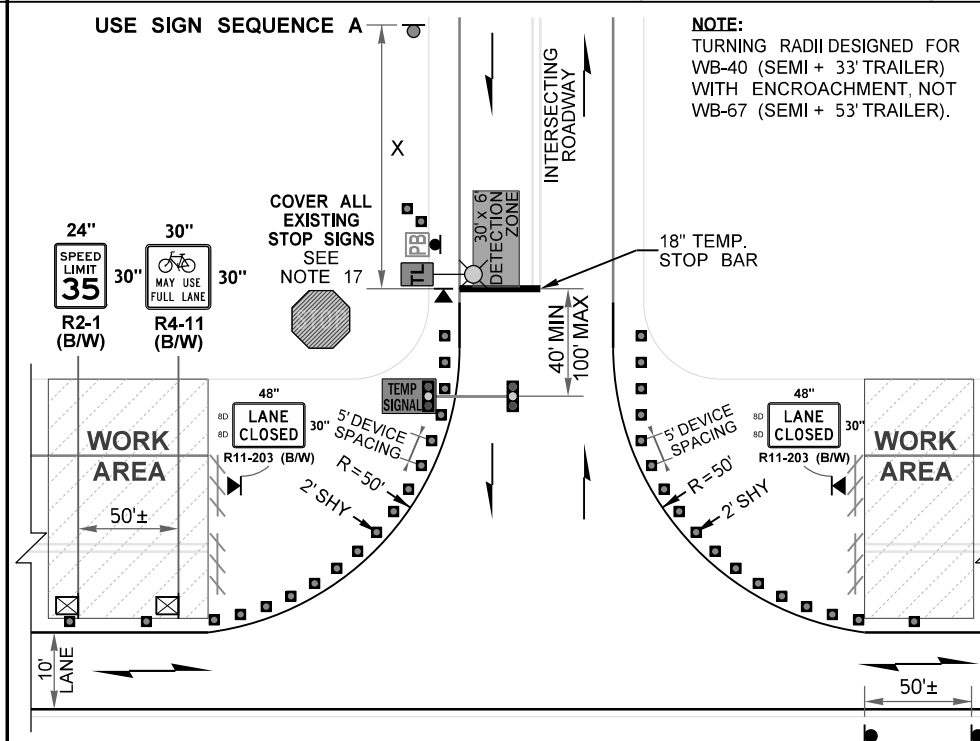 USE SIGN SEQUENCE A
NOTE:
TURNING RADII DESIGNED FOR
WB-40 (SEMI + 33' TRAILER)
WITH ENCROACHMENT, NOT
WB-67 (SEMI + 53' TRAILER).
INTERSECTING
ROADWAY
X
COVER ALL
EXISTING
STOP SIGNS
SEE
NOTE 17
STOP
PB
TL
30' x 6'
DETECTION
ZONE
18" TEMP.
STOP BAR
24"
SPEED
LIMIT
35
30"
R2-1
(B/W)
30"
MAY USE
FULL LANE
30"
R4-11
(B/W)
40' MIN
100' MAX
TEMP
SIGNAL
48"
8D
8D
LANE
CLOSED
30"
R11-203 (B/W)
5' DEVICE
SPACING
R=50'
2' SHY
WORK
AREA
50'±
48"
8D
8D
LANE
CLOSED
30"
R11-203 (B/W)
5' DEVICE
SPACING
R=50'
2' SHY
WORK
AREA
10'
LANE
50'±